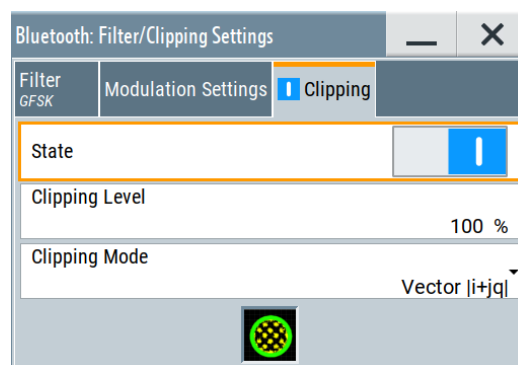 Bluetooth: Filter/Clipping Settings
Filter
GFSK
Modulation Settings
Clipping
State
Clipping Level
100 %
Clipping Mode
Vector |i+jq|